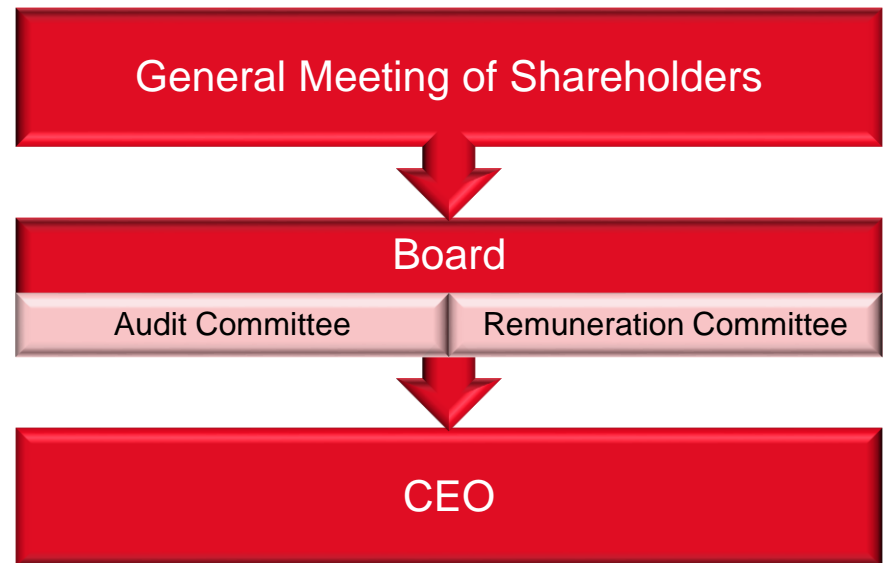 General Meeting of Shareholders
Board
Audit Committee
Remuneration Committee
CEO